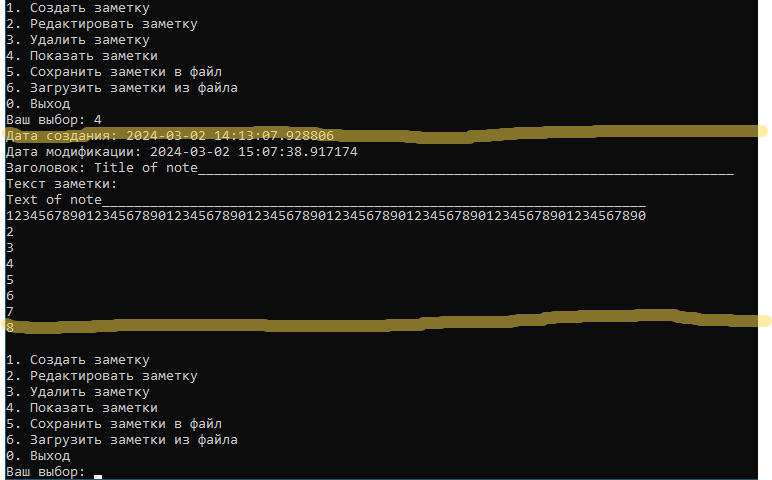 1. Создать заметку
2. Редактировать заметку
3. Удалить заметку
4. Показать заметки
5. Сохранить заметки в файл
6. Загрузить заметки из файла
0. Выход
Ваш выбор: 4
Дата создания: 2024-03-02 14:13:07.928806
Дата модификации: 2024-03-02 15:07:38.917174
Заголовок: Title of note___________________________________________________________________
Текст заметки:
Text of note____________________________________________________________________
12345678901234567890123456789012345678901234567890123456789012345678901234567890
2
3
4
5
6
7
8
1. Создать заметку
2. Редактировать заметку
3. Удалить заметку
4. Показать заметки
5. Сохранить заметки в файл
6. Загрузить заметки из файла
0. Выход
Ваш выбор: